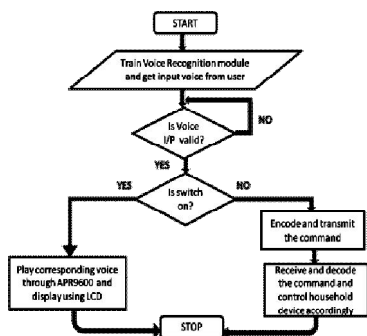 START
Train Voice Recognition module
and get input voice from user
NO
Is Voice
I/P valid?
YES
YES
Is switch
on?
NO
Encode and transmit
the command
Play corresponding voice
through APR9600 and
display using LCD
Receive and decode
the command and
control household
device accordingly
STOP